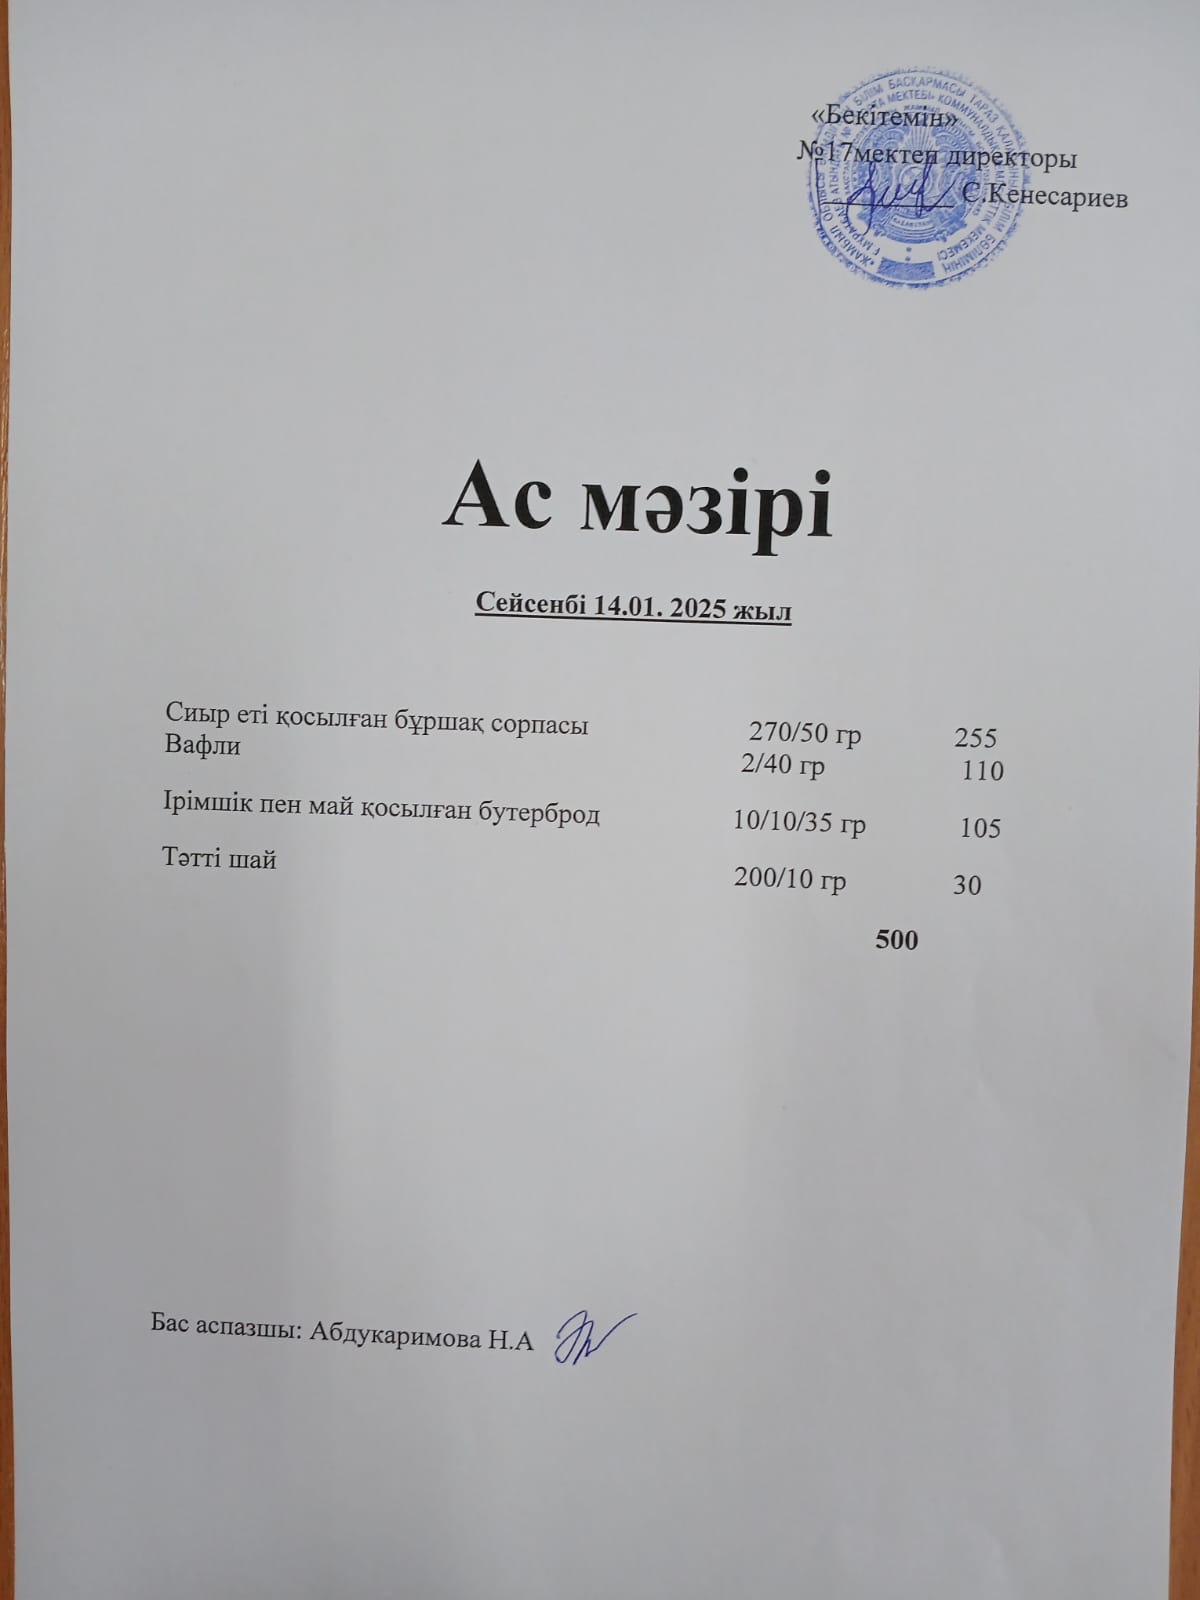 «Бекітемін»
№17мектеп директоры
С.Кенесариев
Ас мәзірі
Сейсенбі 14.01. 2025 жыл
Сиыр еті қосылған бұршақ сорпасы 270/50 гр 255
Вафли 2/40 гр 110
Ірімшік пен май қосылған бутерброд 10/10/35 гр 105
Тәтті шай 200/10 гр 30
500
Бас аспазшы: Абдукаримова Н.А